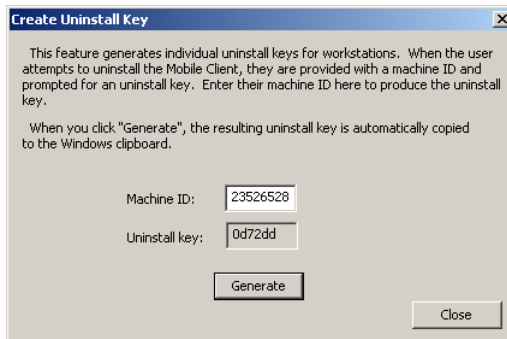 Create Uninstall Key
This feature generates individual uninstall keys for workstations. When the user
attempts to uninstall the Mobile Client, they are provided with a machine ID and
prompted for an uninstall key. Enter their machine ID here to produce the uninstall
key.
When you click "Generate", the resulting uninstall key is automatically copied
to the Windows clipboard.
Machine ID: 23526528
Uninstall key: 0d72dd
Generate
Close